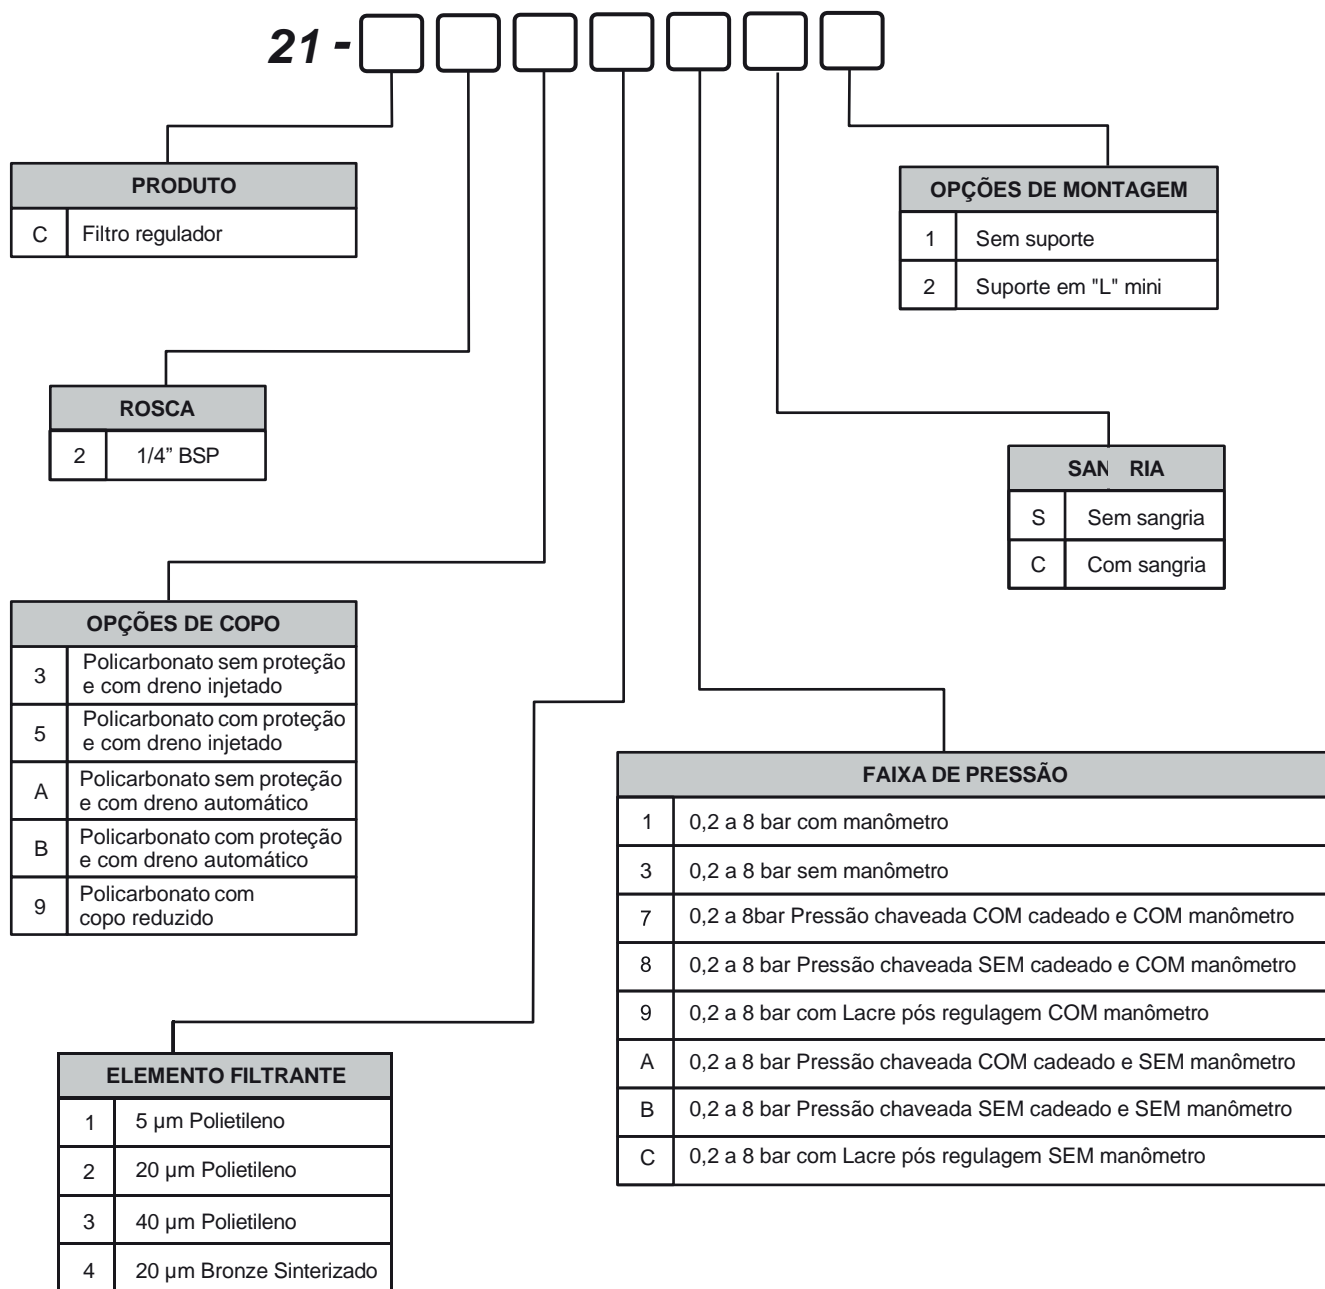 21 -
PRODUTO
C Filtro regulador
OPÇÕES DE MONTAGEM
1 Sem suporte
2 Suporte em "L" mini
ROSCA
2 1/4” BSP
SAN RIA
S Sem sangria
C Com sangria
OPÇÕES DE COPO
3 Policarbonato sem proteção
e com dreno injetado
5 Policarbonato com proteção
e com dreno injetado
A Policarbonato sem proteção
e com dreno automático
B Policarbonato com proteção
e com dreno automático
9 Policarbonato com
copo reduzido
FAIXA DE PRESSÃO
1 0,2 a 8 bar com manômetro
3 0,2 a 8 bar sem manômetro
7 0,2 a 8bar Pressão chaveada COM cadeado e COM manômetro
8 0,2 a 8 bar Pressão chaveada SEM cadeado e COM manômetro
9 0,2 a 8 bar com Lacre pós regulagem COM manômetro
A 0,2 a 8 bar Pressão chaveada COM cadeado e SEM manômetro
B 0,2 a 8 bar Pressão chaveada SEM cadeado e SEM manômetro
C 0,2 a 8 bar com Lacre pós regulagem SEM manômetro
ELEMENTO FILTRANTE
1 5 µm Polietileno
2 20 µm Polietileno
3 40 µm Polietileno
4 20 µm Bronze Sinterizado